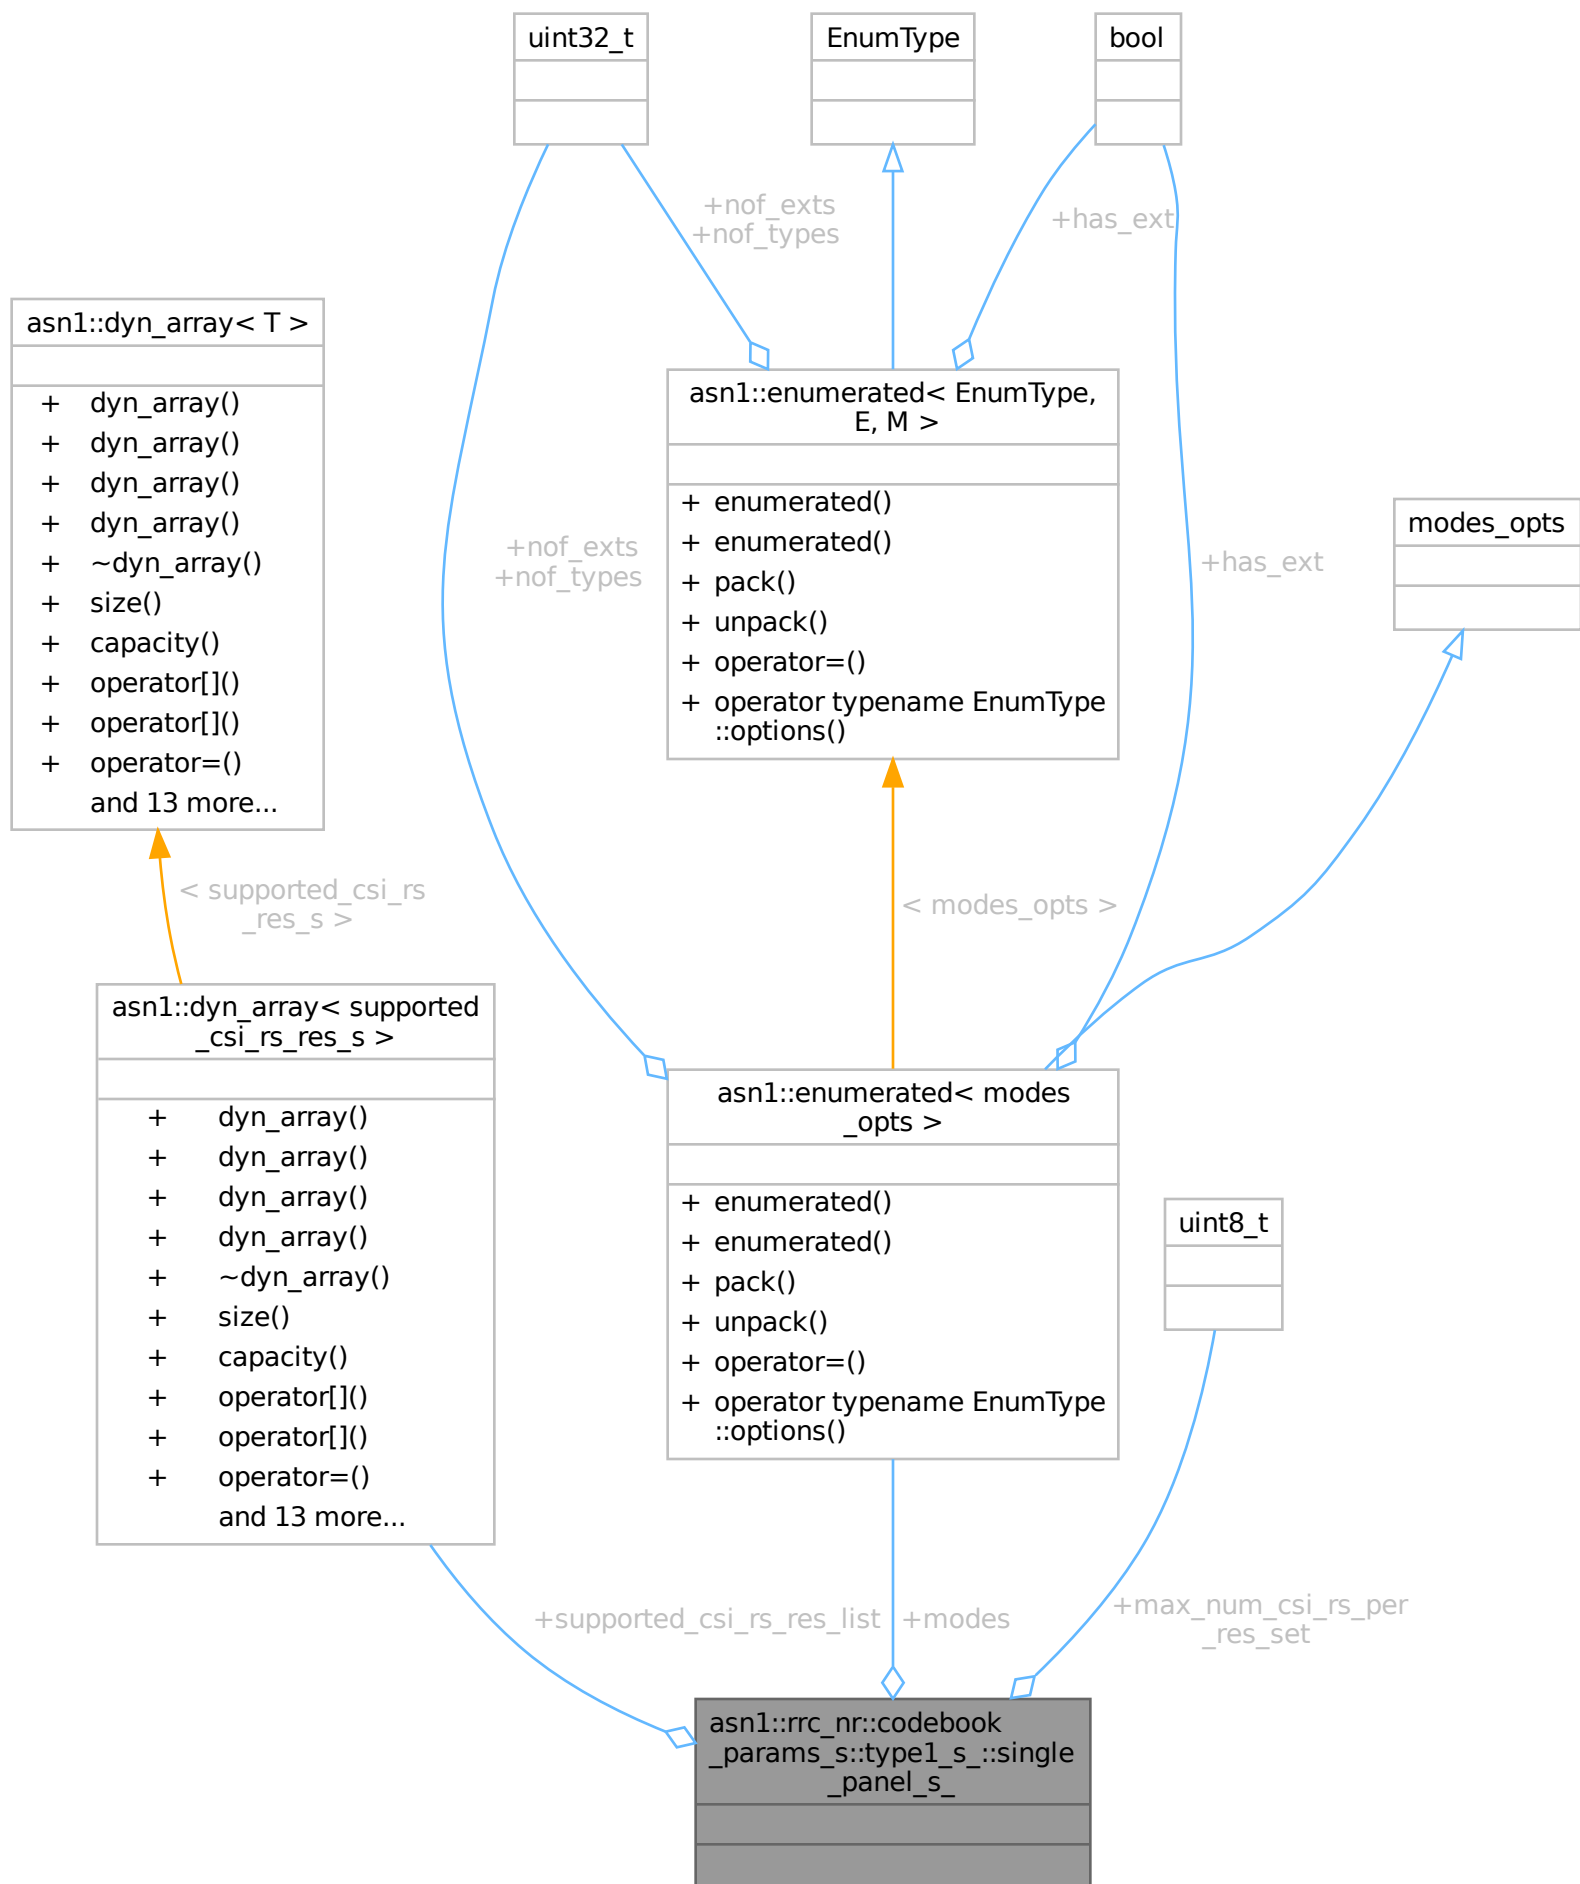 uint32_t
EnumType
bool
+nof_exts
+nof_types
+has_ext
asn1::dyn_array< T >
+ dyn_array()
+ dyn_array()
+ dyn_array()
+ dyn_array()
+ ~dyn_array()
+ size()
+ capacity()
+ operator[]()
+ operator[]()
+ operator=()
and 13 more...
asn1::enumerated< EnumType,
E, M >
+ enumerated()
+ enumerated()
+ pack()
+ unpack()
+ operator=()
+ operator typename EnumType
::options()
modes_opts
+nof_exts
+nof_types
+has_ext
< supported_csi_rs
_res_s >
< modes_opts >
asn1::dyn_array< supported
_csi_rs_res_s >
+ dyn_array()
+ dyn_array()
+ dyn_array()
+ dyn_array()
+ ~dyn_array()
+ size()
+ capacity()
+ operator[]()
+ operator[]()
+ operator=()
and 13 more...
asn1::enumerated< modes
_opts >
+ enumerated()
+ enumerated()
+ pack()
+ unpack()
+ operator=()
+ operator typename EnumType
::options()
uint8_t
+supported_csi_rs_res_list
+modes
+max_num_csi_rs_per
_res_set
asn1::rrc_nr::codebook
_params_s::type1_s_::single
_panel_s_